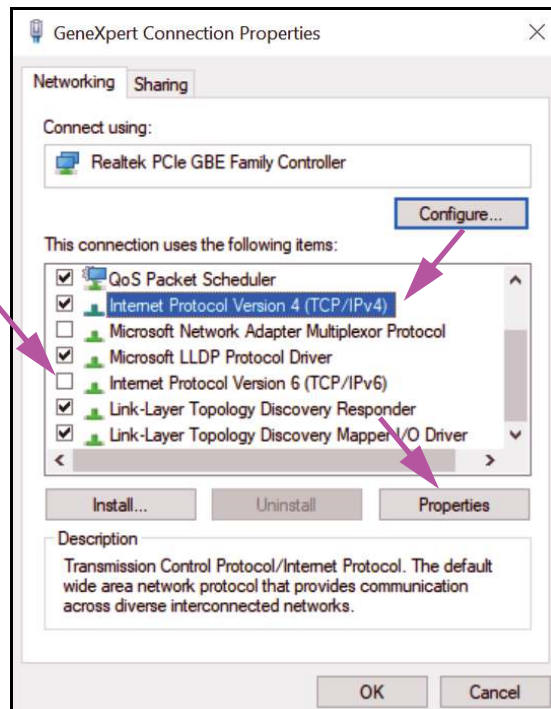 GeneXpert Connection Properties
Networking Sharing
Connect using:
Realtek PCIe GBE Family Controller
Configure...
This connection uses the following items:
QoS Packet Scheduler
Internet Protocol Version 4 (TCP/IPv4)
Microsoft Network Adapter Multiplexor Protocol
Microsoft LLDP Protocol Driver
Internet Protocol Version 6 (TCP/IPv6)
Link-Layer Topology Discovery Responder
Link-Layer Topology Discovery Mapper I/O Driver
Install... Uninstall Properties
Description
Transmission Control Protocol/Internet Protocol. The default
wide area network protocol that provides communication
across diverse interconnected networks.
OK Cancel